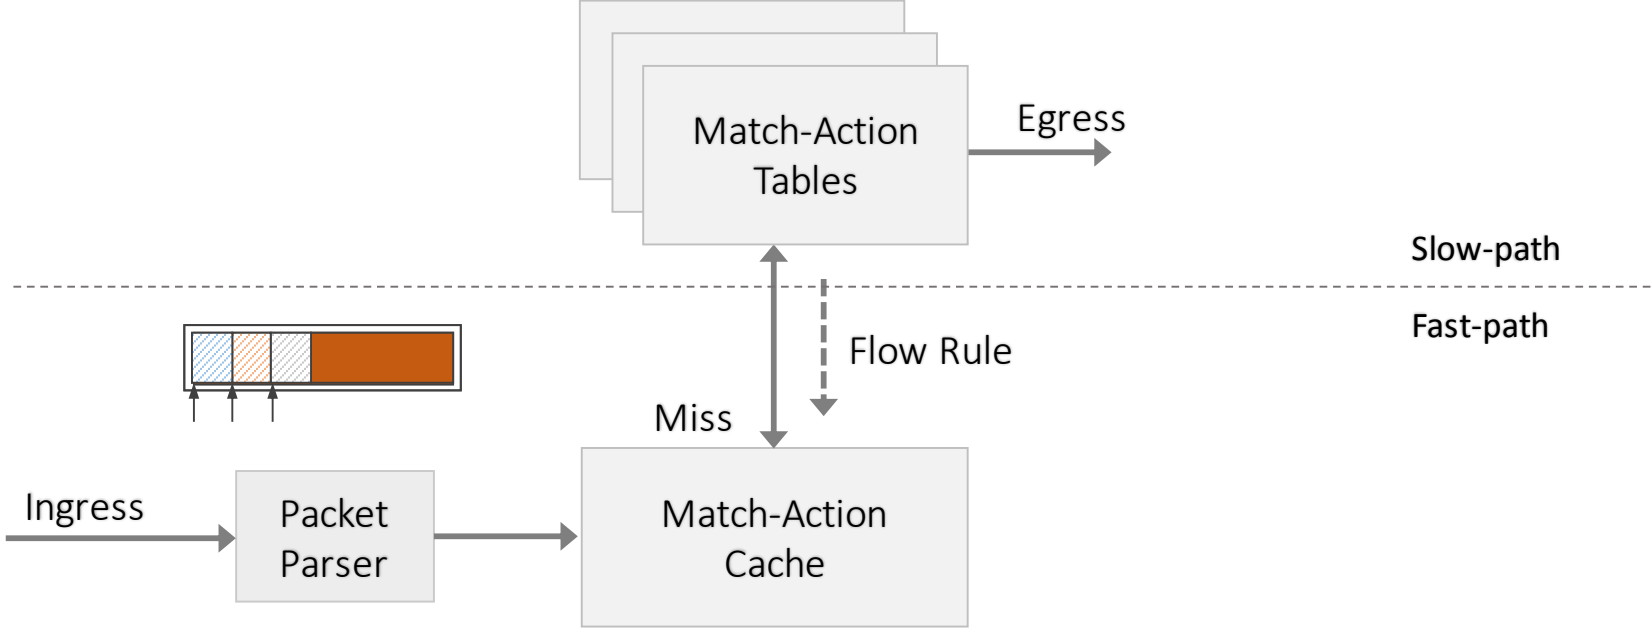 Match-Action
Tables
Egress
Slow-path
Fast-path
Flow Rule
Miss
Ingress
Packet
Parser
Match-Action
Cache